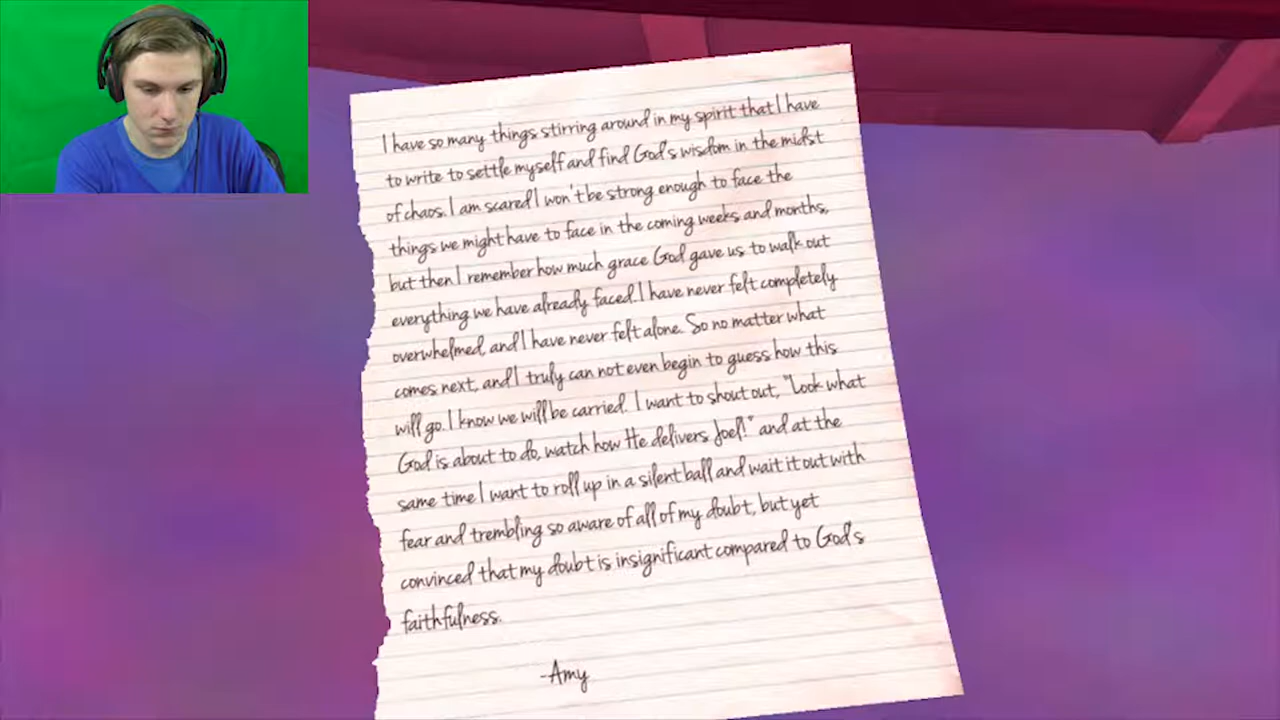 I have so many things stirring around in my spirit that I have
to write to settle myself and find God's wisdom in the midst
of chaos. I am scared I won't be strong enough to face the
things we might have to face in the coming weeks and months,
but then I remember how much grace God gave us to walk out
everything we have already faced. I have never felt completely
overwhelmed, and I have never felt alone. So no matter what
comes next, and I truly can not even begin to guess how this
will go. I know we will be carried. I want to shout out, "Look what
God is about to do, watch how He delivers Joel!" and at the
same time I want to roll up in a silent ball and wait it out with
fear and trembling so aware of all of my doubt, but yet
convinced that my doubt is insignificant compared to God's
faithfulness.
-Amy